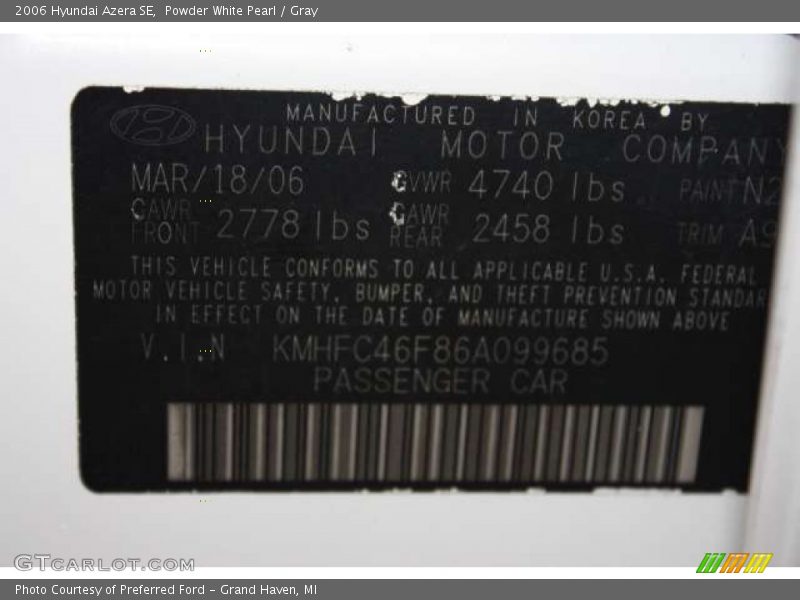 2006 Hyundai Azera SE,  Powder White Pearl / Gray
MANUFACTURED IN KOREA BY
HYUNDAI MOTOR COMPANY
MAR/18/06 GVWR 4740 lbs PAINT N2
GAWR FRONT 2778 lbs GAWR REAR 2458 lbs TRIM A9
THIS VEHICLE CONFORMS TO ALL APPLICABLE U.S.A. FEDERAL
MOTOR VEHICLE SAFETY, BUMPER, AND THEFT PREVENTION STANDAR
IN EFFECT ON THE DATE OF MANUFACTURE SHOWN ABOVE
V.I.N KMHFC46F86A099685
PASSENGER CAR
GTCARLOT.COM
Photo Courtesy of Preferred Ford – Grand Haven, MI